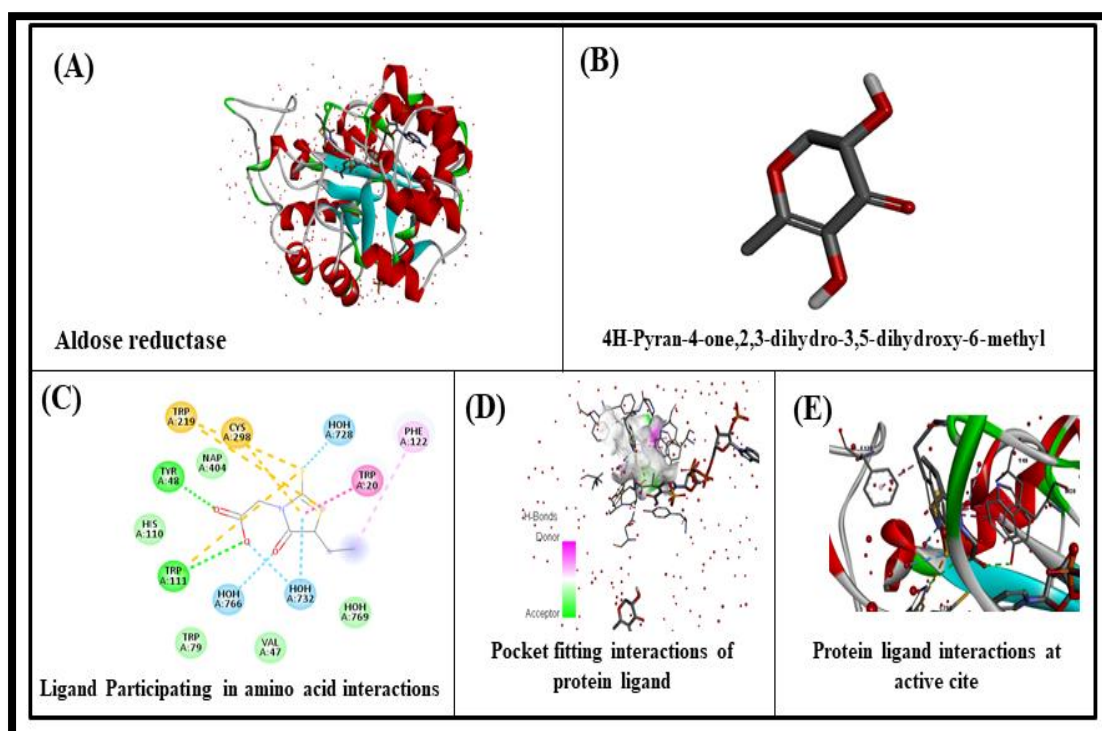 (A)
Aldose reductase
(B)
4H-Pyran-4-one,2,3-dihydro-3,5-dihydroxy-6-methyl
(C)
TRP
A:219
CYS
A:298
HOH
A:728
PHE
A:122
NAP
A:404
TYR
A:48
TRP
A:20
HIS
A:110
TRP
A:111
HOH
A:766
HOH
A:732
HOH
A:769
TRP
A:79
VAL
A:47
Ligand Participating in amino acid interactions
(D)
H-Bonds
Donor
Acceptor
Pocket fitting interactions of
protein ligand
(E)
Protein ligand interactions at
active cite